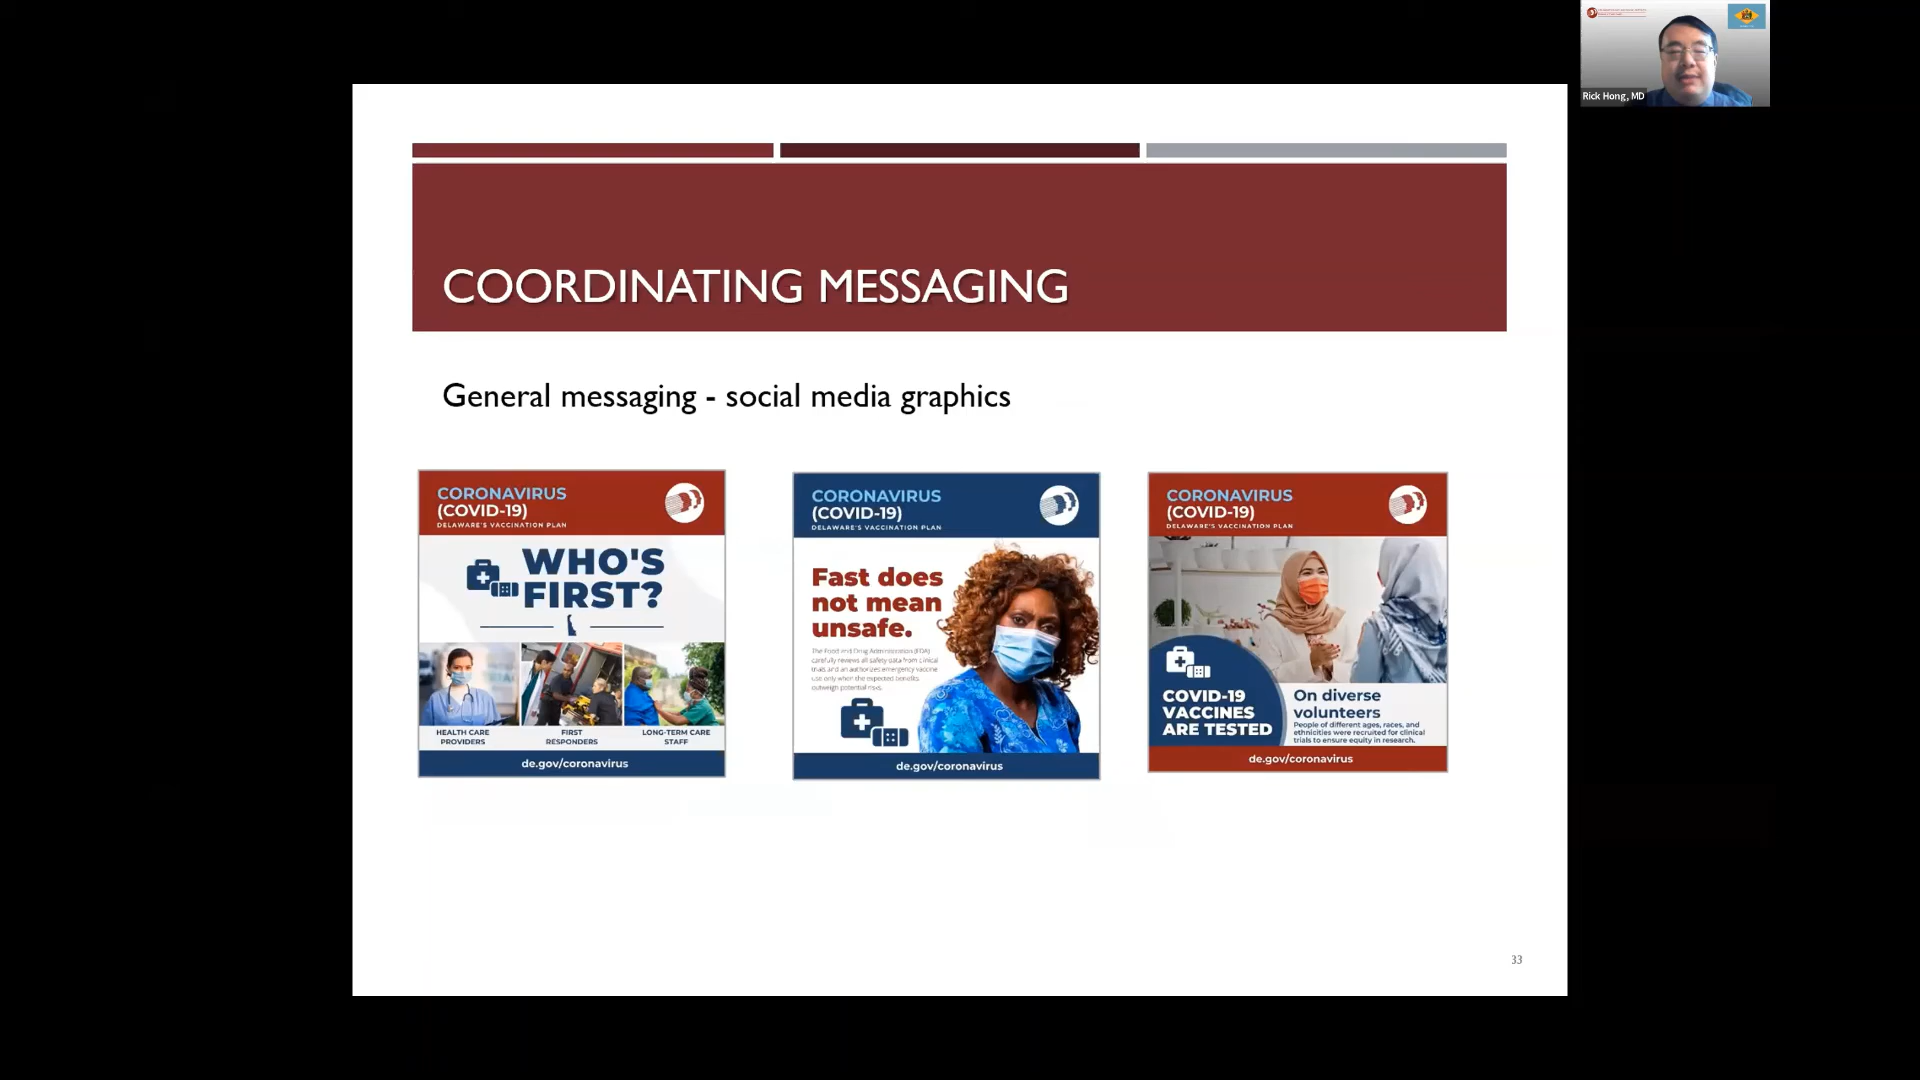 Rick Hong, MD
COORDINATING MESSAGING
General messaging - social media graphics
CORONAVIRUS
(COVID-19)
DELAWARE'S VACCINATION PLAN
WHO'S
FIRST?
HEALTH CARE
PROVIDERS
FIRST
RESPONDERS
LONG-TERM CARE
STAFF
de.gov/coronavirus
CORONAVIRUS
(COVID-19)
DELAWARE'S VACCINATION PLAN
Fast does
not mean
unsafe.
The Food and Drug Administration (FDA)
carefully reviews all safety data from clinical
trials and an authorizes emergency vaccine
use only when the expected benefits
outweigh potential risks.
de.gov/coronavirus
CORONAVIRUS
(COVID-19)
DELAWARE'S VACCINATION PLAN
COVID-19
VACCINES
ARE TESTED
On diverse
volunteers
People of different ages, races, and
ethnicities were recruited for clinical
trials to ensure equity in research.
de.gov/coronavirus
33